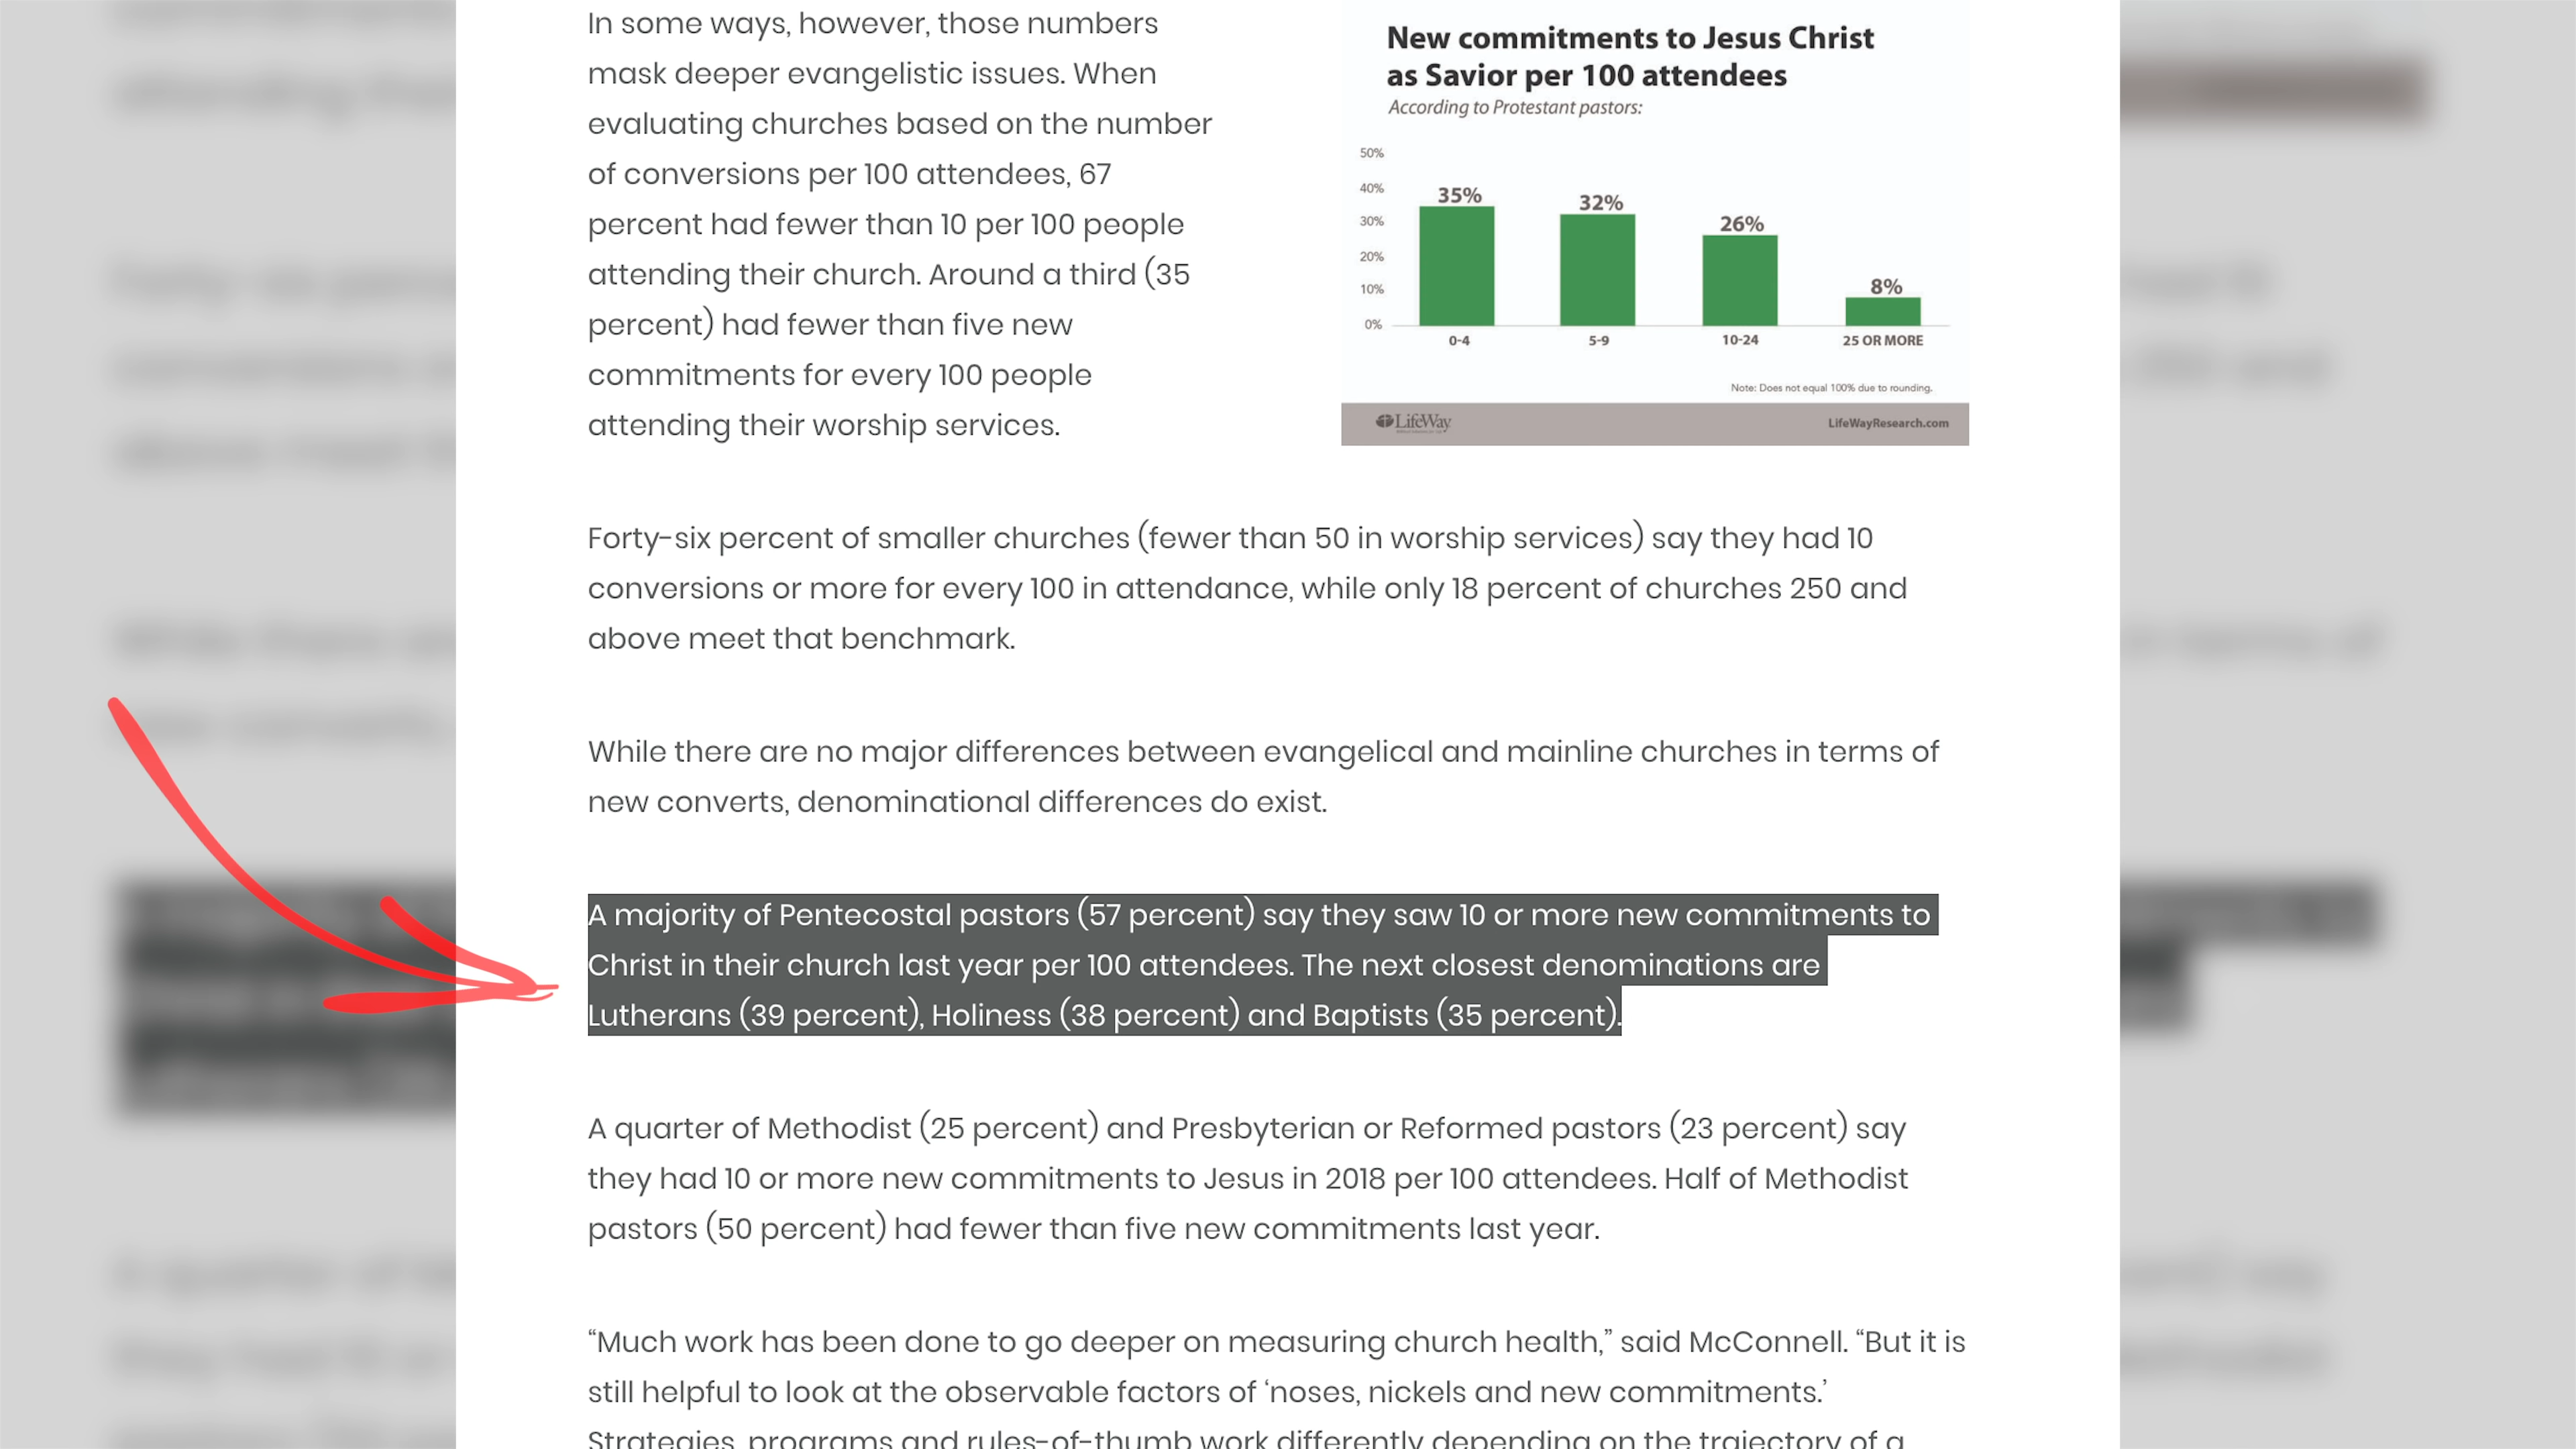 In some ways, however, those numbers
mask deeper evangelistic issues. When
evaluating churches based on the number
of conversions per 100 attendees, 67
percent had fewer than 10 per 100 people
attending their church. Around a third (35
percent) had fewer than five new
commitments for every 100 people
attending their worship services.
New commitments to Jesus Christ
as Savior per 100 attendees
According to Protestant pastors:
50%
40%
30%
20%
10%
0%
35%
32%
26%
8%
0-4
5-9
10-24
25 OR MORE
Note: Does not equal 100% due to rounding.
LifeWay
LifeWayResearch.com
Forty-six percent of smaller churches (fewer than 50 in worship services) say they had 10
conversions or more for every 100 in attendance, while only 18 percent of churches 250 and
above meet that benchmark.
While there are no major differences between evangelical and mainline churches in terms of
new converts, denominational differences do exist.
A majority of Pentecostal pastors (57 percent) say they saw 10 or more new commitments to
Christ in their church last year per 100 attendees. The next closest denominations are
Lutherans (39 percent), Holiness (38 percent) and Baptists (35 percent).
A quarter of Methodist (25 percent) and Presbyterian or Reformed pastors (23 percent) say
they had 10 or more new commitments to Jesus in 2018 per 100 attendees. Half of Methodist
pastors (50 percent) had fewer than five new commitments last year.
“Much work has been done to go deeper on measuring church health,” said McConnell. “But it is
still helpful to look at the observable factors of ‘noses, nickels and new commitments.’
Strategies, programs and rules-of-thumb work differently depending on the trajectory of a